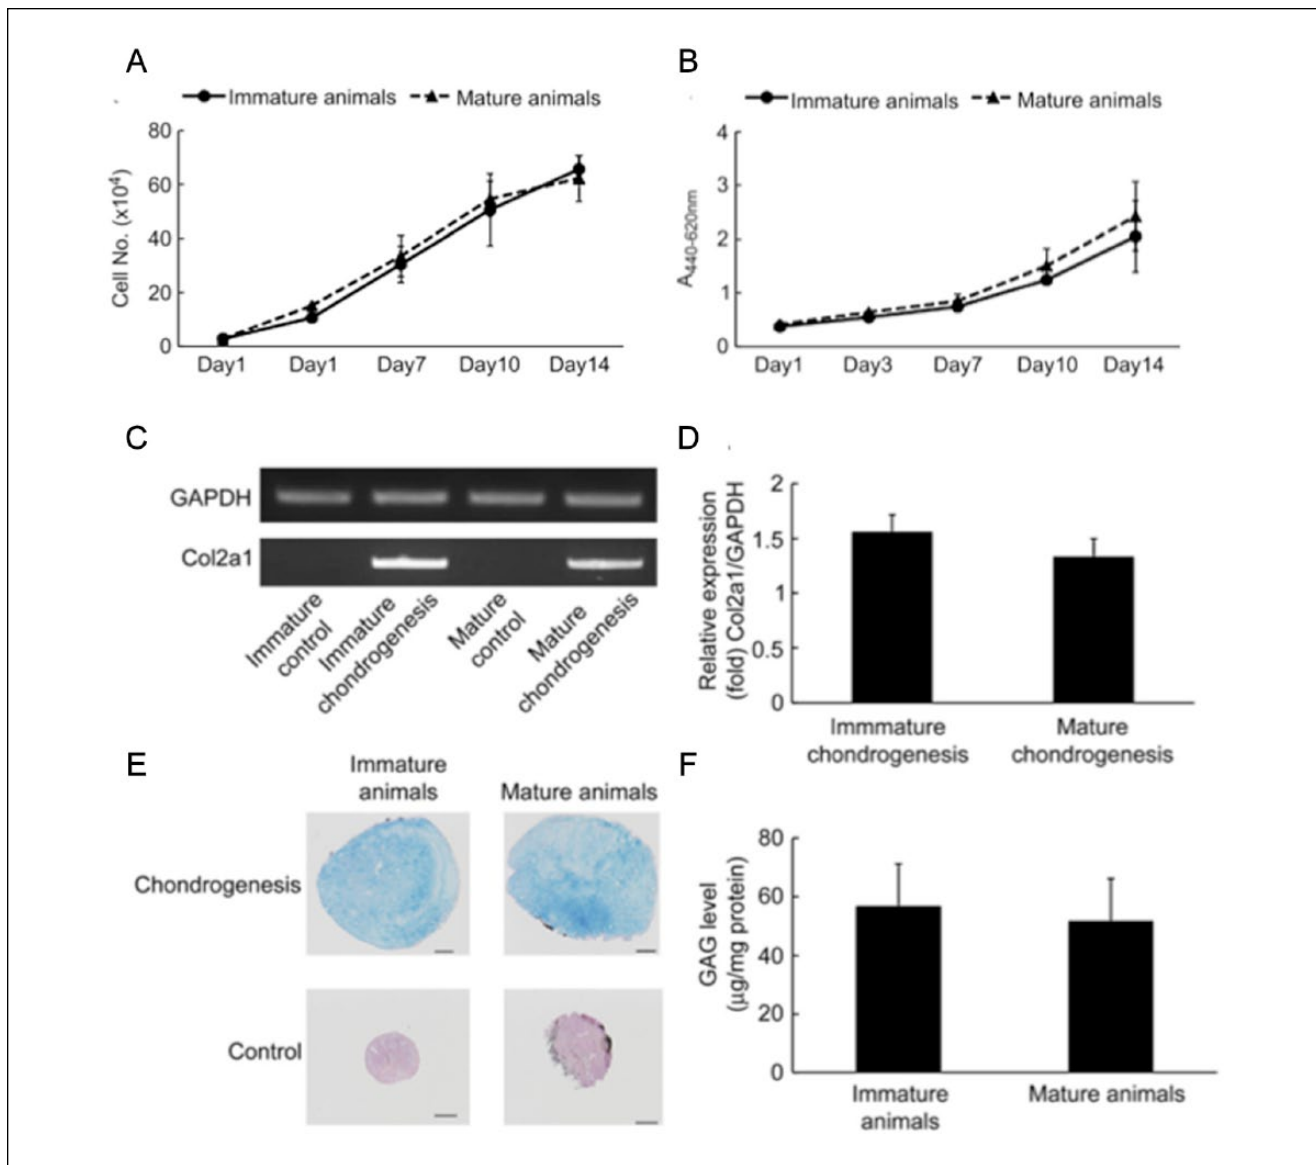 A
Immature animals Mature animals
80
60
40
20
0
Cell No. (x10⁴)
Day1 Day1 Day7 Day10 Day14
B
Immature animals Mature animals
4
3
2
1
0
A440-620nm
Day1 Day3 Day7 Day10 Day14
C
GAPDH
Col2a1
Immature
control
Immature
chondrogenesis
Mature
control
Mature
chondrogenesis
D
Relative expression
(fold) Col2a1/GAPDH
2
1.5
1
0.5
0
Immmature
chondrogenesis
Mature
chondrogenesis
E
Immature
animals
Mature animals
Chondrogenesis
Control
F
GAG level
(µg/mg protein)
80
60
40
20
0
Immature
animals
Mature animals